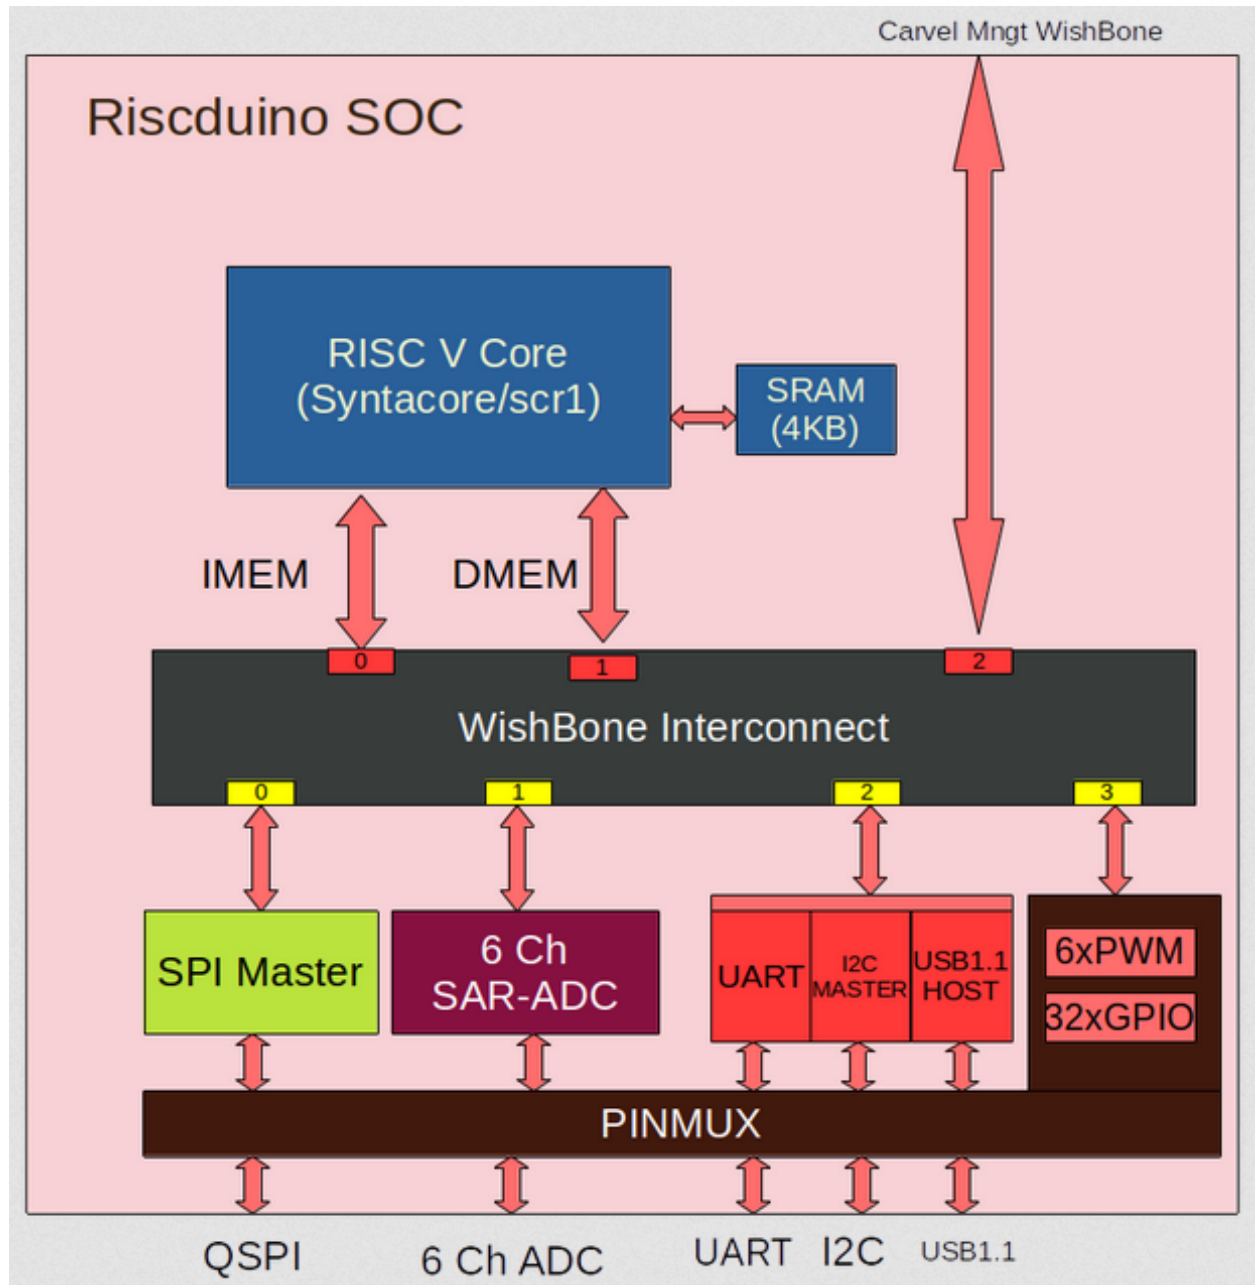 Carvel Mngt WishBone
Riscduino SOC
RISC V Core
(Syntacore/scr1)
SRAM
(4KB)
IMEM
DMEM
0
1
2
WishBone Interconnect
0
1
2
3
SPI Master
6 Ch
SAR-ADC
UART
I2C
MASTER
USB1.1
HOST
6xPWM
32xGPIO
PINMUX
QSPI
6 Ch ADC
UART
I2C
USB1.1